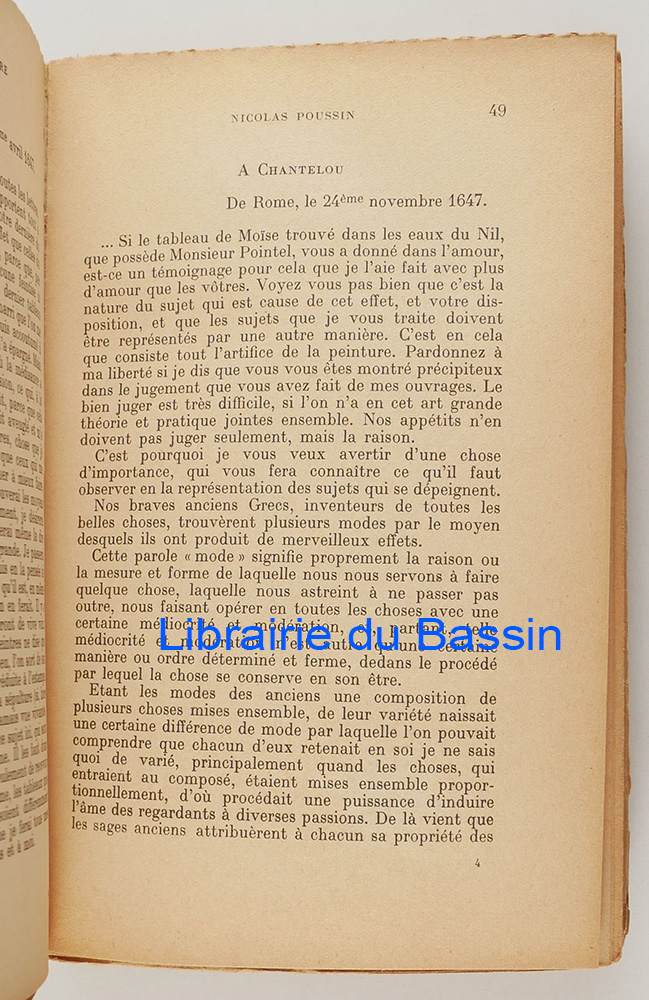 NICOLAS POUSSIN 49
A CHANTELOU
De Rome, le 24ème novembre 1647.
... Si le tableau de Moïse trouvé dans les eaux du Nil,
que possède Monsieur Pointel, vous a donné dans l'amour,
est-ce un témoignage pour cela que je l'aie fait avec plus
d'amour que les vôtres. Voyez vous pas bien que c'est la
nature du sujet qui est cause de cet effet, et votre dis-
position, et que les sujets que je vous traite doivent
être représentés par une autre manière. C'est en cela
que consiste tout l'artifice de la peinture. Pardonnez à
ma liberté si je dis que vous vous êtes montré précipiteux
dans le jugement que vous avez fait de mes ouvrages. Le
bien juger est très difficile, si l'on n'a en cet art grande
théorie et pratique jointes ensemble. Nos appétits n'en
doivent pas juger seulement, mais la raison.
C'est pourquoi je vous veux avertir d'une chose
d'importance, qui vous fera connaître ce qu'il faut
observer en la représentation des sujets qui se dépeignent.
Nos braves anciens Grecs, inventeurs de toutes les
belles choses, trouvèrent plusieurs modes par le moyen
desquels ils ont produit de merveilleux effets.
Cette parole « mode » signifie proprement la raison ou
la mesure et forme de laquelle nous nous servons à faire
quelque chose, laquelle nous astreint à ne passer pas
outre, nous faisant opérer en toutes les choses avec une
certaine médiocrité et modération, et, partant, telle
médiocrité et modération n'est autre qu'une certaine
manière ou ordre déterminé et ferme, dedans le procédé
par lequel la chose se conserve en son être.
Etant les modes des anciens une composition de
plusieurs choses mises ensemble, de leur variété naissait
une certaine différence de mode par laquelle l'on pouvait
comprendre que chacun d'eux retenait en soi je ne sais
quoi de varié, principalement quand les choses, qui
entraient au composé, étaient mises ensemble propor-
tionnellement, d'où procédait une puissance d'induire
l'âme des regardants à diverses passions. De là vient que
les sages anciens attribuèrent à chacun sa propriété des
4
Librairie du Bassin